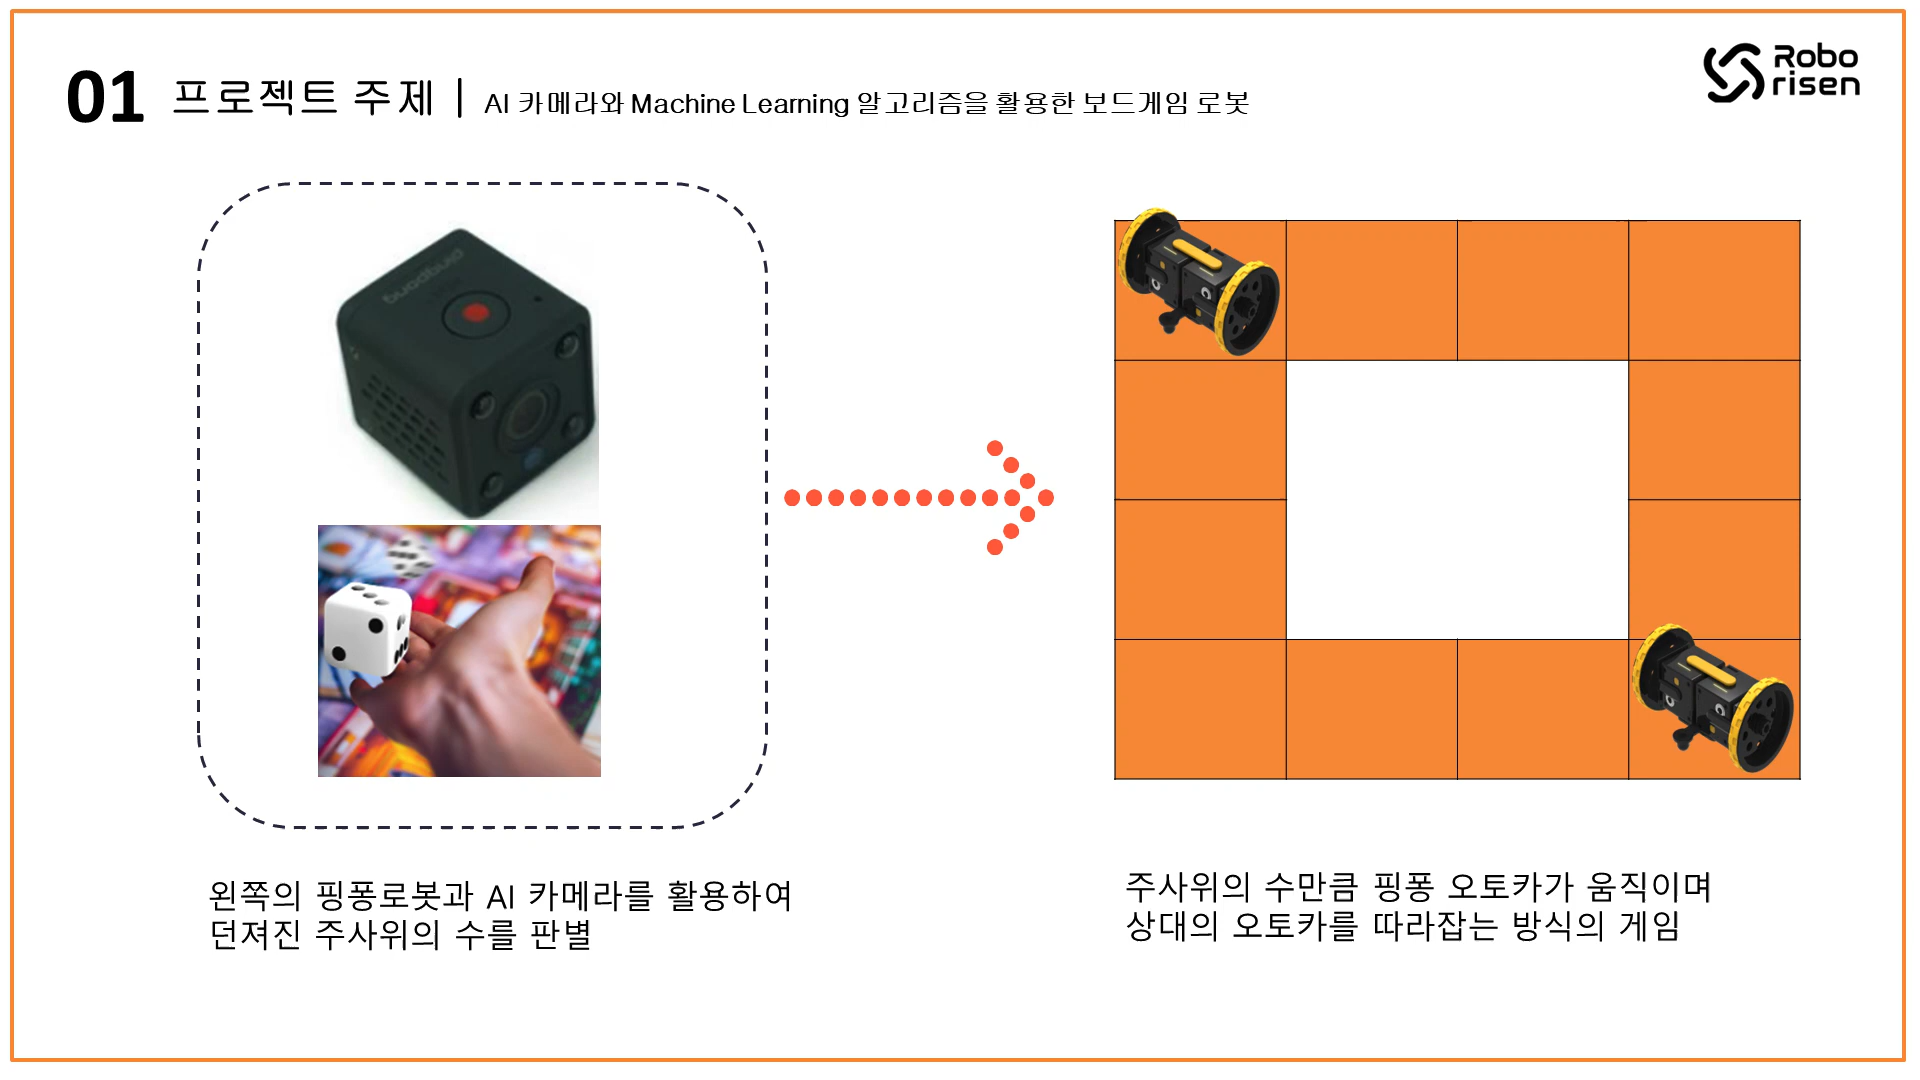 01 프로젝트 주제 | AI 카메라와 Machine Learning 알고리즘을 활용한 보드게임 로봇
Robo
risen
pingpong
왼쪽의 핑퐁로봇과 AI 카메라를 활용하여
던져진 주사위의 수를 판별
주사위의 수만큼 핑퐁 오토카가 움직이며
상대의 오토카를 따라잡는 방식의 게임